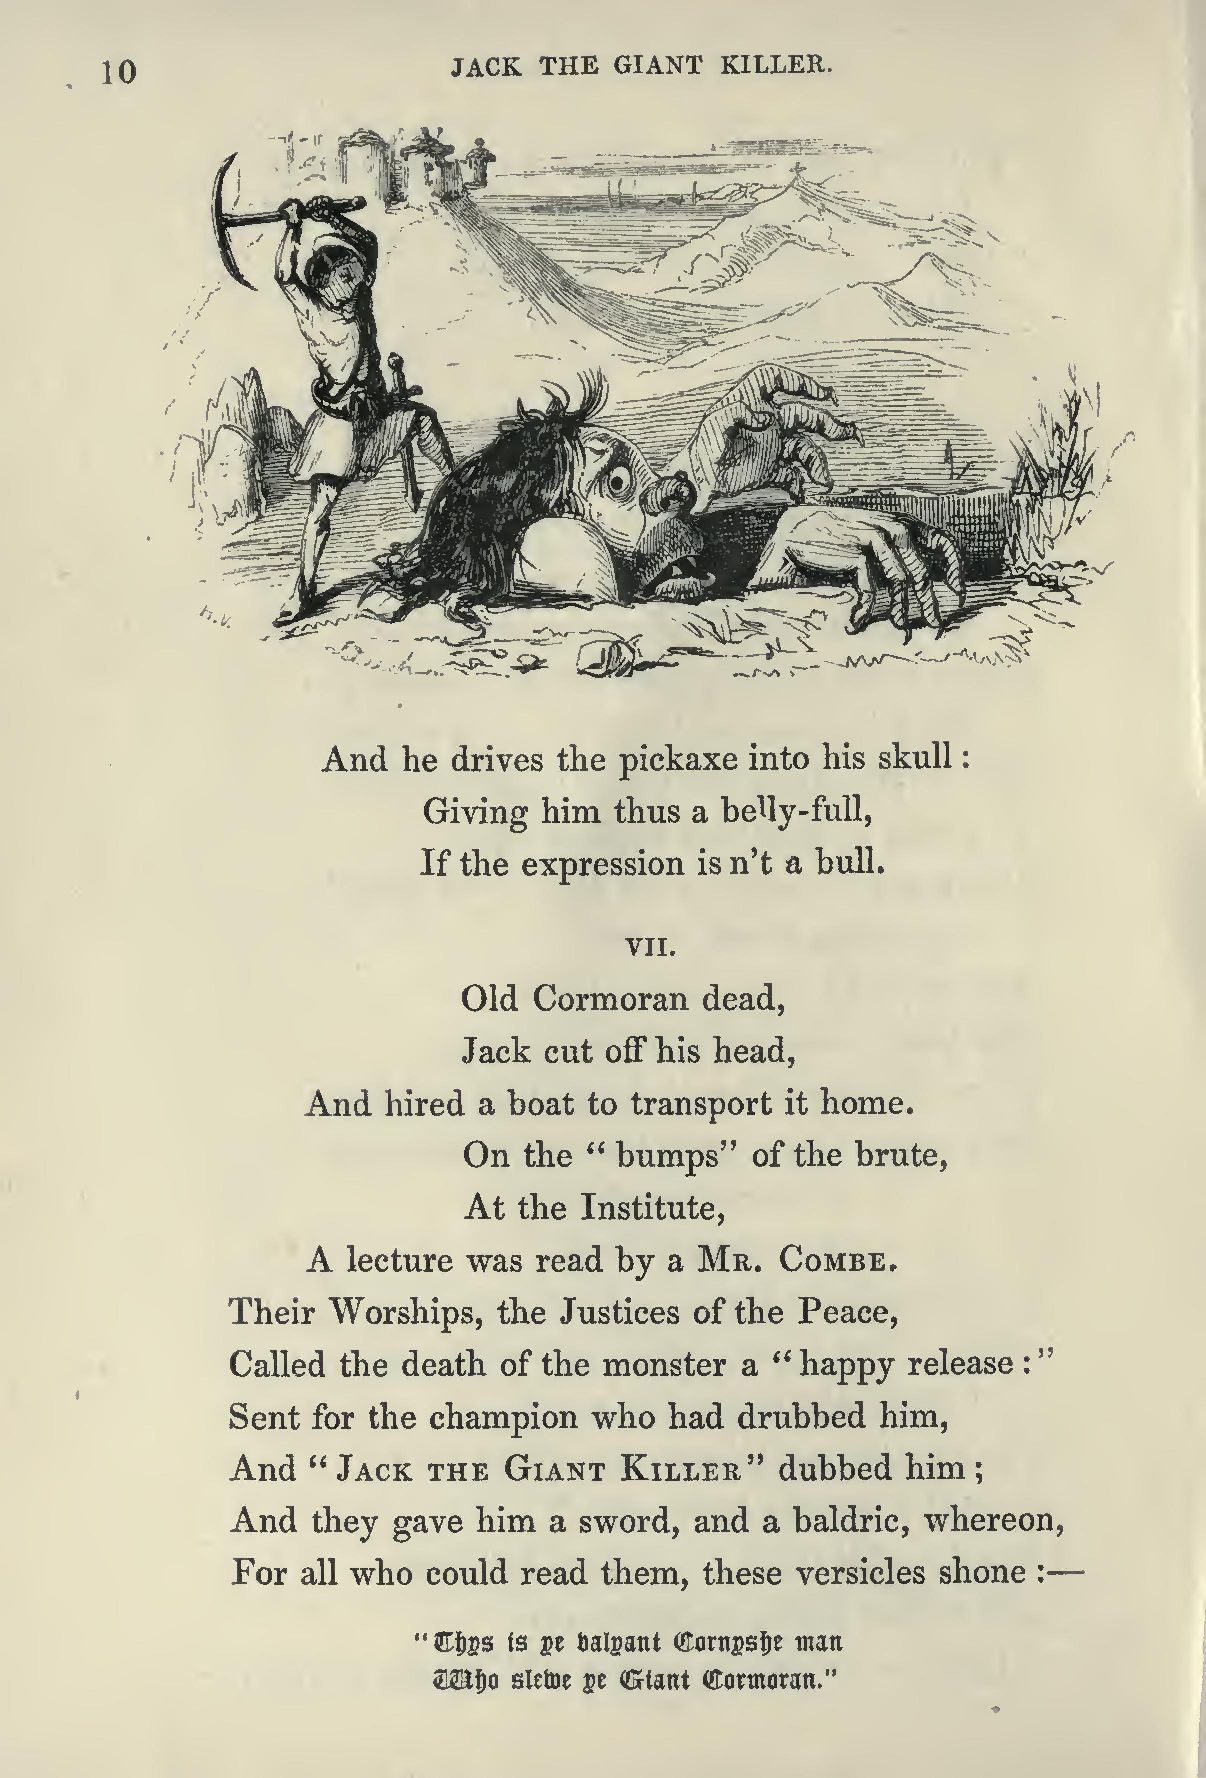 10
JACK THE GIANT KILLER.
And he drives the pickaxe into his skull :
Giving him thus a belly-full,
If the expression is n't a bull.
VII.
Old Cormoran dead,
Jack cut off his head,
And hired a boat to transport it home.
On the “ bumps” of the brute,
At the Institute,
A lecture was read by a MR. COMBE.
Their Worships, the Justices of the Peace,
Called the death of the monster a “ happy release :”
Sent for the champion who had drubbed him,
And “ JACK THE GIANT KILLER” dubbed him ;
And they gave him a sword, and a baldric, whereon,
For all who could read them, these versicles shone :—
“ Thys is ye valyant Cornyshe man
Who slewe ye Giant Cormoran.”